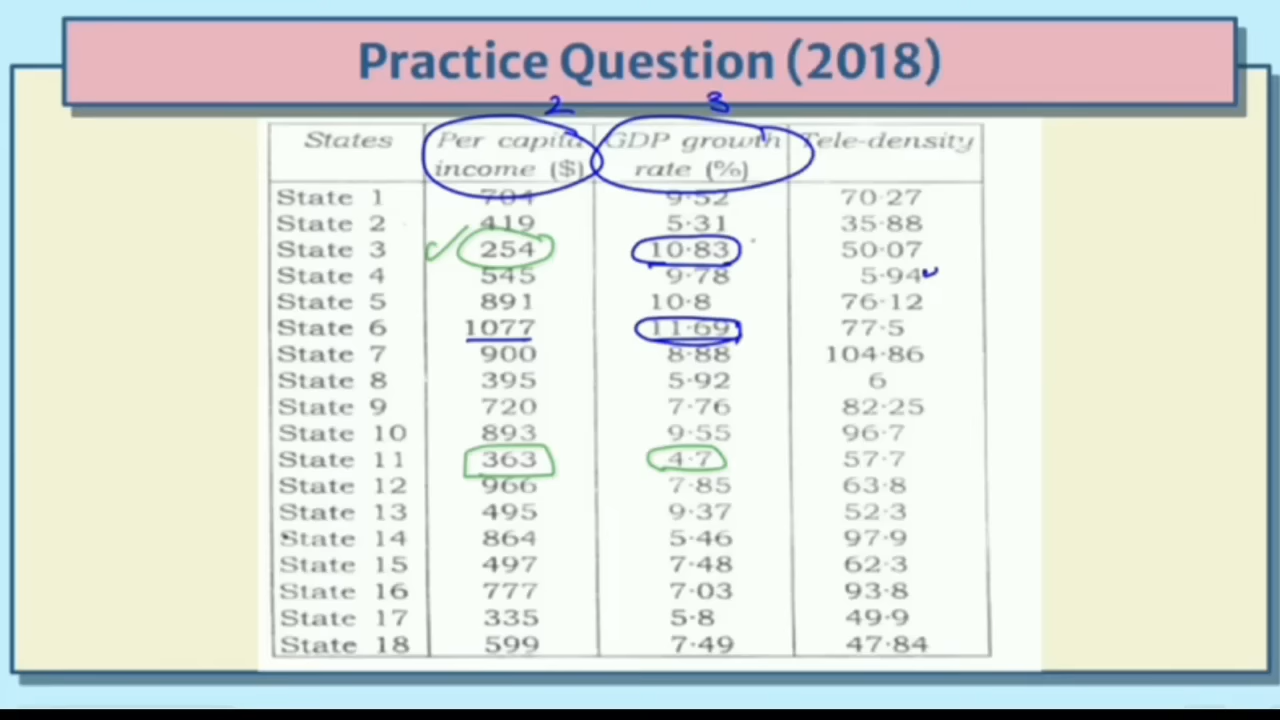 Practice Question (2018)
2 3
States Per capita income ($) GDP growth rate (%) Tele-density
State 1 704 9·52 70·27
State 2 419 5·31 35·88
State 3 254 10·83 50·07
State 4 545 9·78 5·94
State 5 891 10·8 76·12
State 6 1077 11·69 77·5
State 7 900 8·88 104·86
State 8 395 5·92 6
State 9 720 7·76 82·25
State 10 893 9·55 96·7
State 11 363 4·7 57·7
State 12 966 7·85 63·8
State 13 495 9·37 52·3
State 14 864 5·46 97·9
State 15 497 7·48 62·3
State 16 777 7·03 93·8
State 17 335 5·8 49·9
State 18 599 7·49 47·84